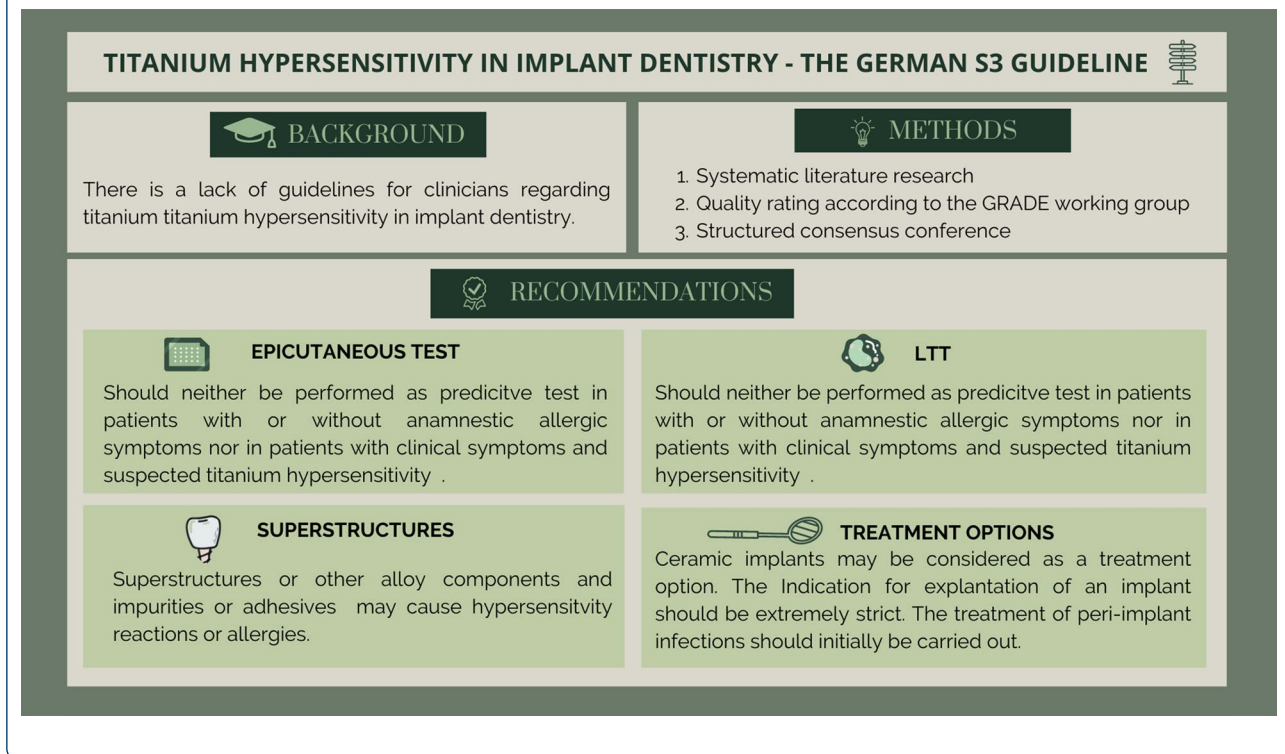 TITANIUM HYPERSENSITIVITY IN IMPLANT DENTISTRY - THE GERMAN S3 GUIDELINE
BACKGROUND
There is a lack of guidelines for clinicians regarding
titanium titanium hypersensitivity in implant dentistry.
METHODS
1. Systematic literature research
2. Quality rating according to the GRADE working group
3. Structured consensus conference
RECOMMENDATIONS
EPICUTANEOUS TEST
Should neither be performed as predicitve test in
patients with or without anamnestic allergic
symptoms nor in patients with clinical symptoms and
suspected titanium hypersensitivity .
LTT
Should neither be performed as predicitve test in patients
with or without anamnestic allergic symptoms nor in
patients with clinical symptoms and suspected titanium
hypersensitivity .
SUPERSTRUCTURES
Superstructures or other alloy components and
impurities or adhesives may cause hypersensitvity
reactions or allergies.
TREATMENT OPTIONS
Ceramic implants may be considered as a treatment
option. The Indication for explantation of an implant
should be extremely strict. The treatment of peri-implant
infections should initially be carried out.